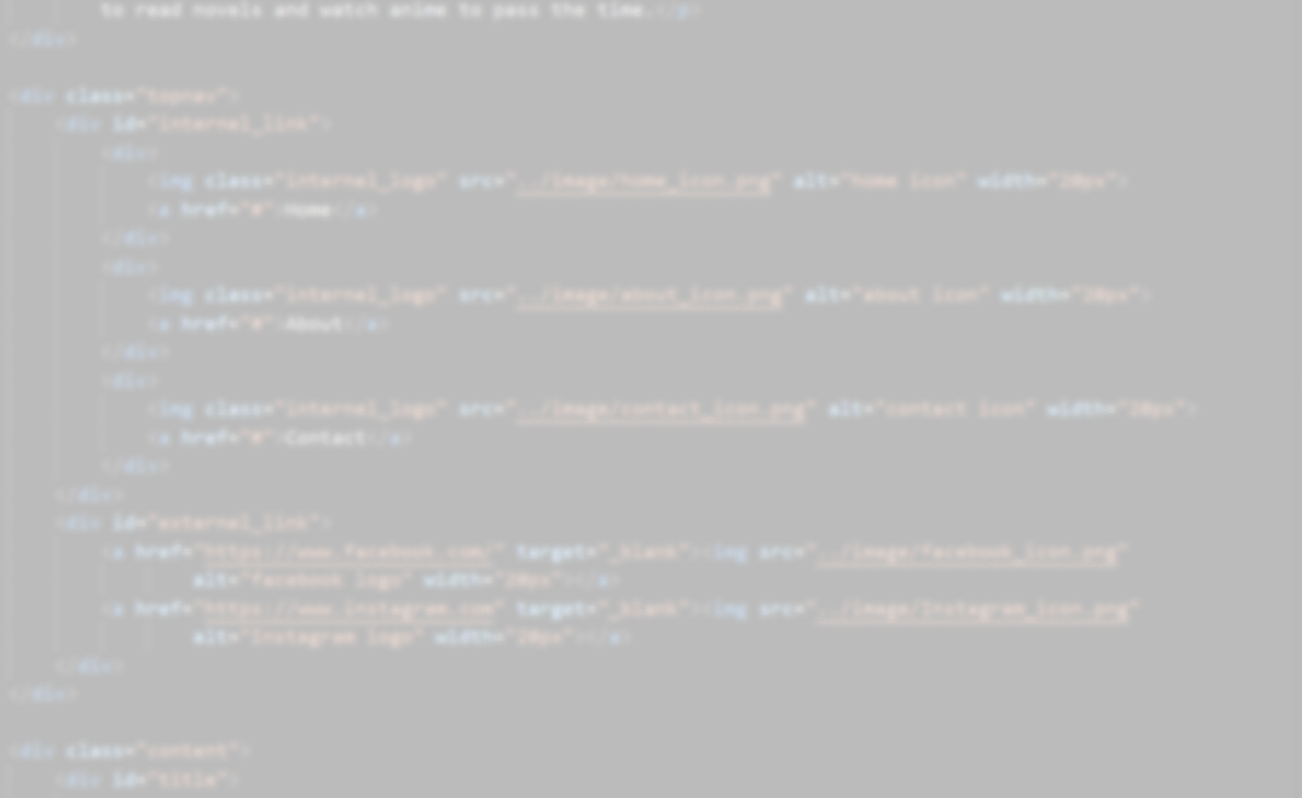 to read novels and watch anime to pass the time.</p>
</div>
<div class="topnav">
<div id="internal_link">
<div>
<img class="internal_logo" src="../image/home_icon.png" alt="home icon" width="20px">
<a href="#">Home</a>
</div>
<div>
<img class="internal_logo" src="../image/about_icon.png" alt="about icon" width="20px">
<a href="#">About</a>
</div>
<div>
<img class="internal_logo" src="../image/contact_icon.png" alt="contact icon" width="20px">
<a href="#">Contact</a>
</div>
</div>
<div id="external_link">
<a href="https://www.facebook.com/" target="_blank"><img src="../image/facebook_icon.png"
alt="facebook logo" width="20px"></a>
<a href="https://www.instagram.com" target="_blank"><img src="../image/Instagram_icon.png"
alt="Instagram logo" width="20px"></a>
</div>
</div>
<div class="content">
<div id="title">